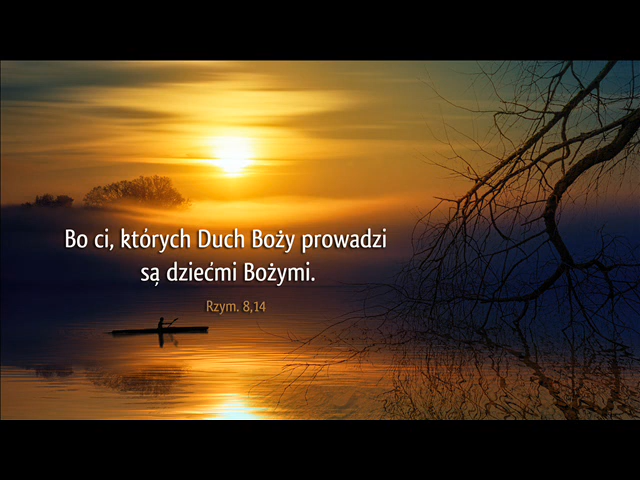 Bo ci, których Duch Boży prowadzi
są dziećmi Bożymi.
Rzym. 8,14